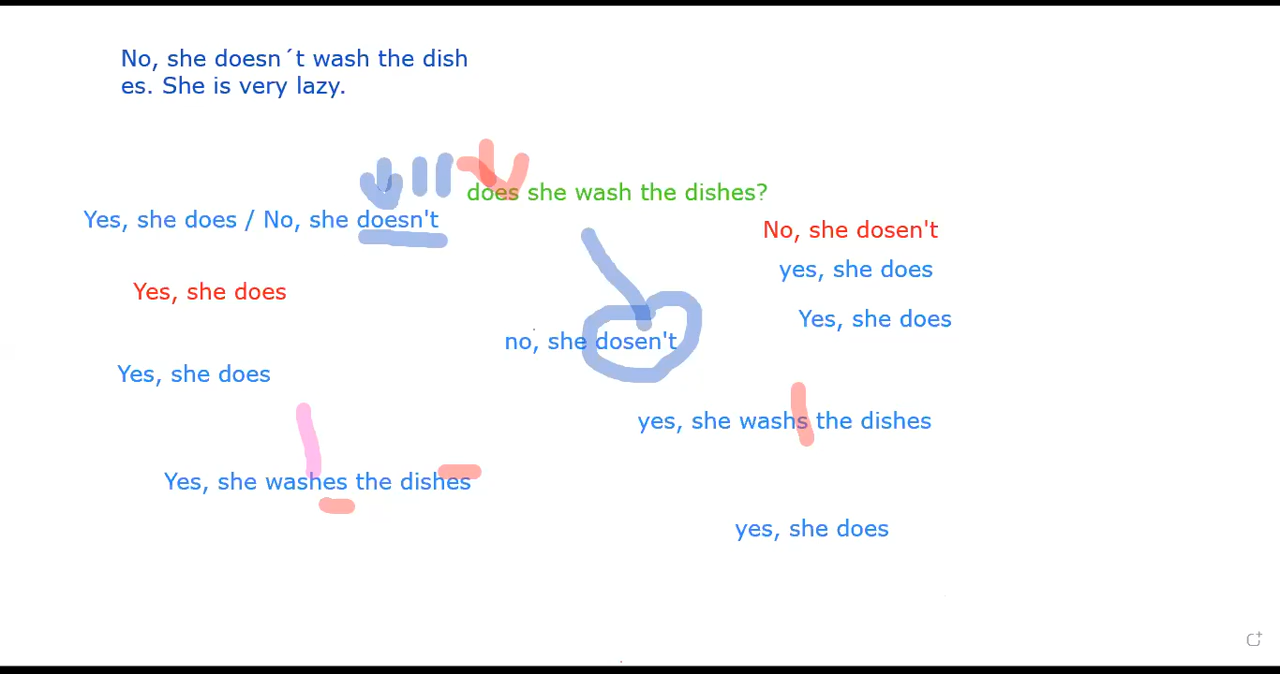 No, she doesn´t wash the dish
es. She is very lazy.
does she wash the dishes?
Yes, she does / No, she doesn't
No, she dosen't
yes, she does
Yes, she does
Yes, she does
no, she dosen't
Yes, she does
yes, she washs the dishes
Yes, she washes the dishes
yes, she does